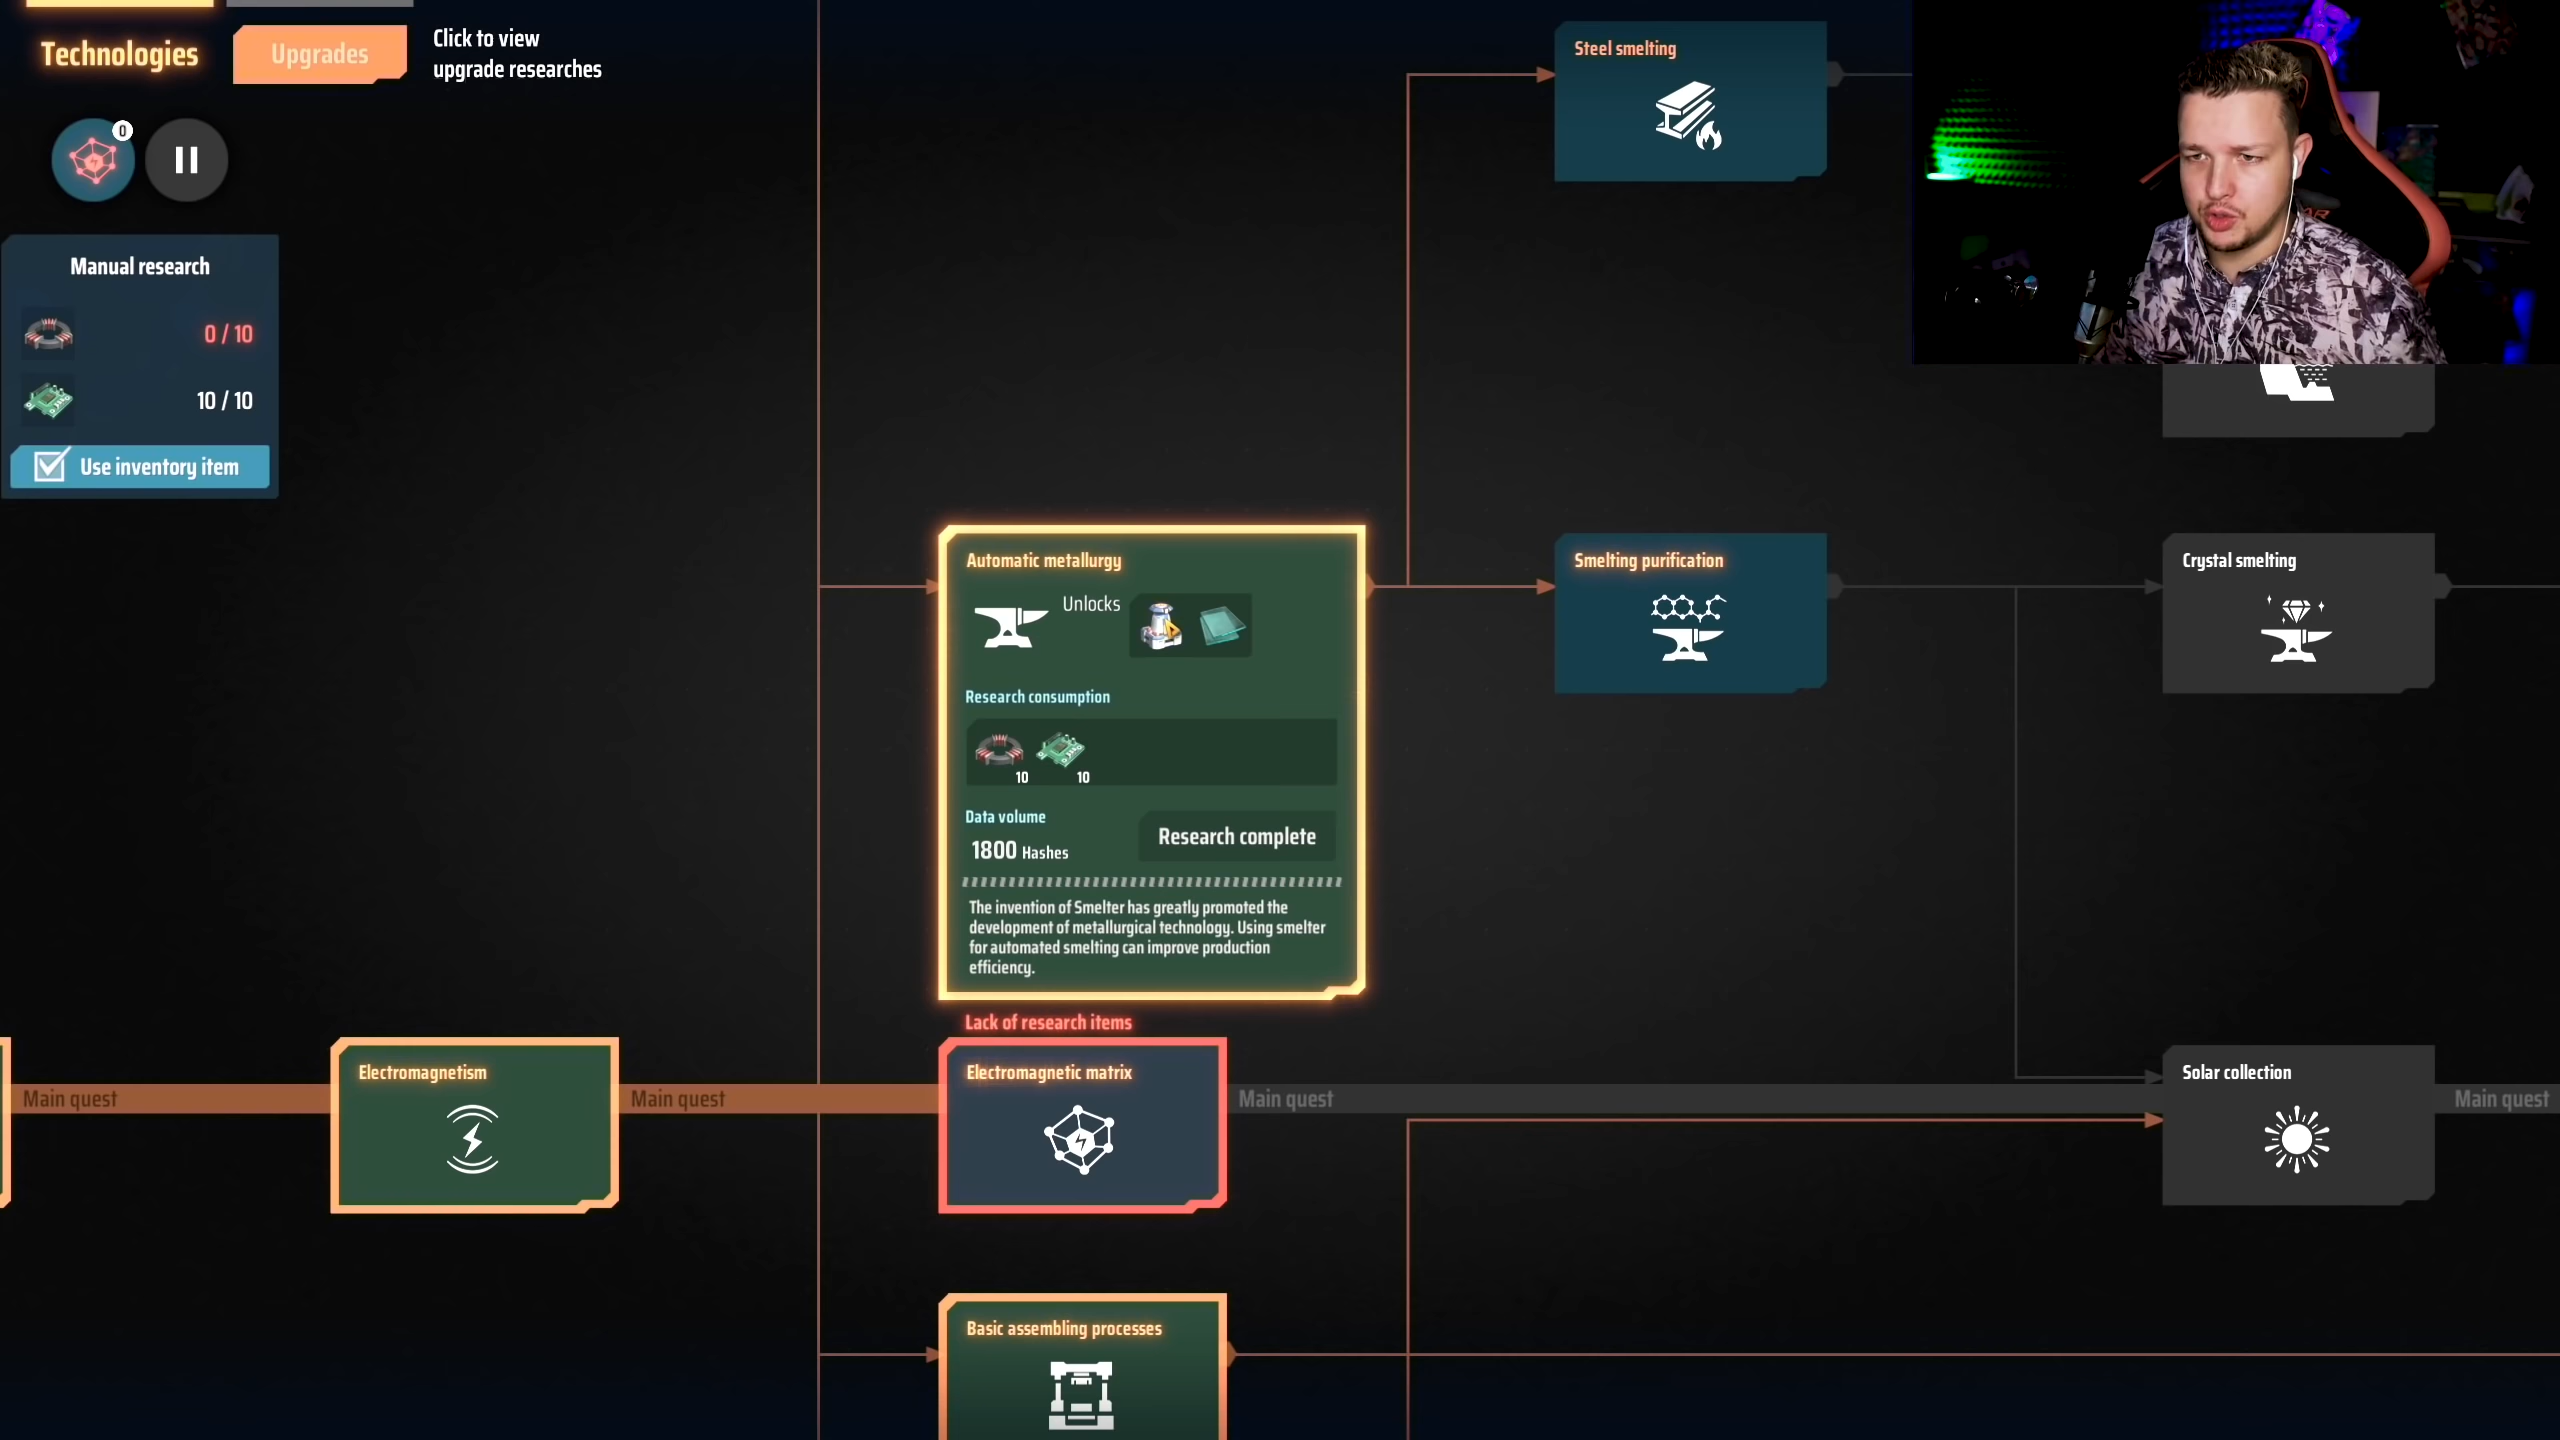 Technologies
Upgrades
Click to view
upgrade researches
0
Manual research
0 / 10
10 / 10
Use inventory item
Steel smelting
Automatic metallurgy
Unlocks
Research consumption
10
10
Data volume
1800 Hashes
Research complete
The invention of Smelter has greatly promoted the
development of metallurgical technology. Using smelter
for automated smelting can improve production
efficiency.
Smelting purification
Crystal smelting
Lack of research items
Main quest
Electromagnetism
Main quest
Electromagnetic matrix
Main quest
Solar collection
Main quest
Basic assembling processes